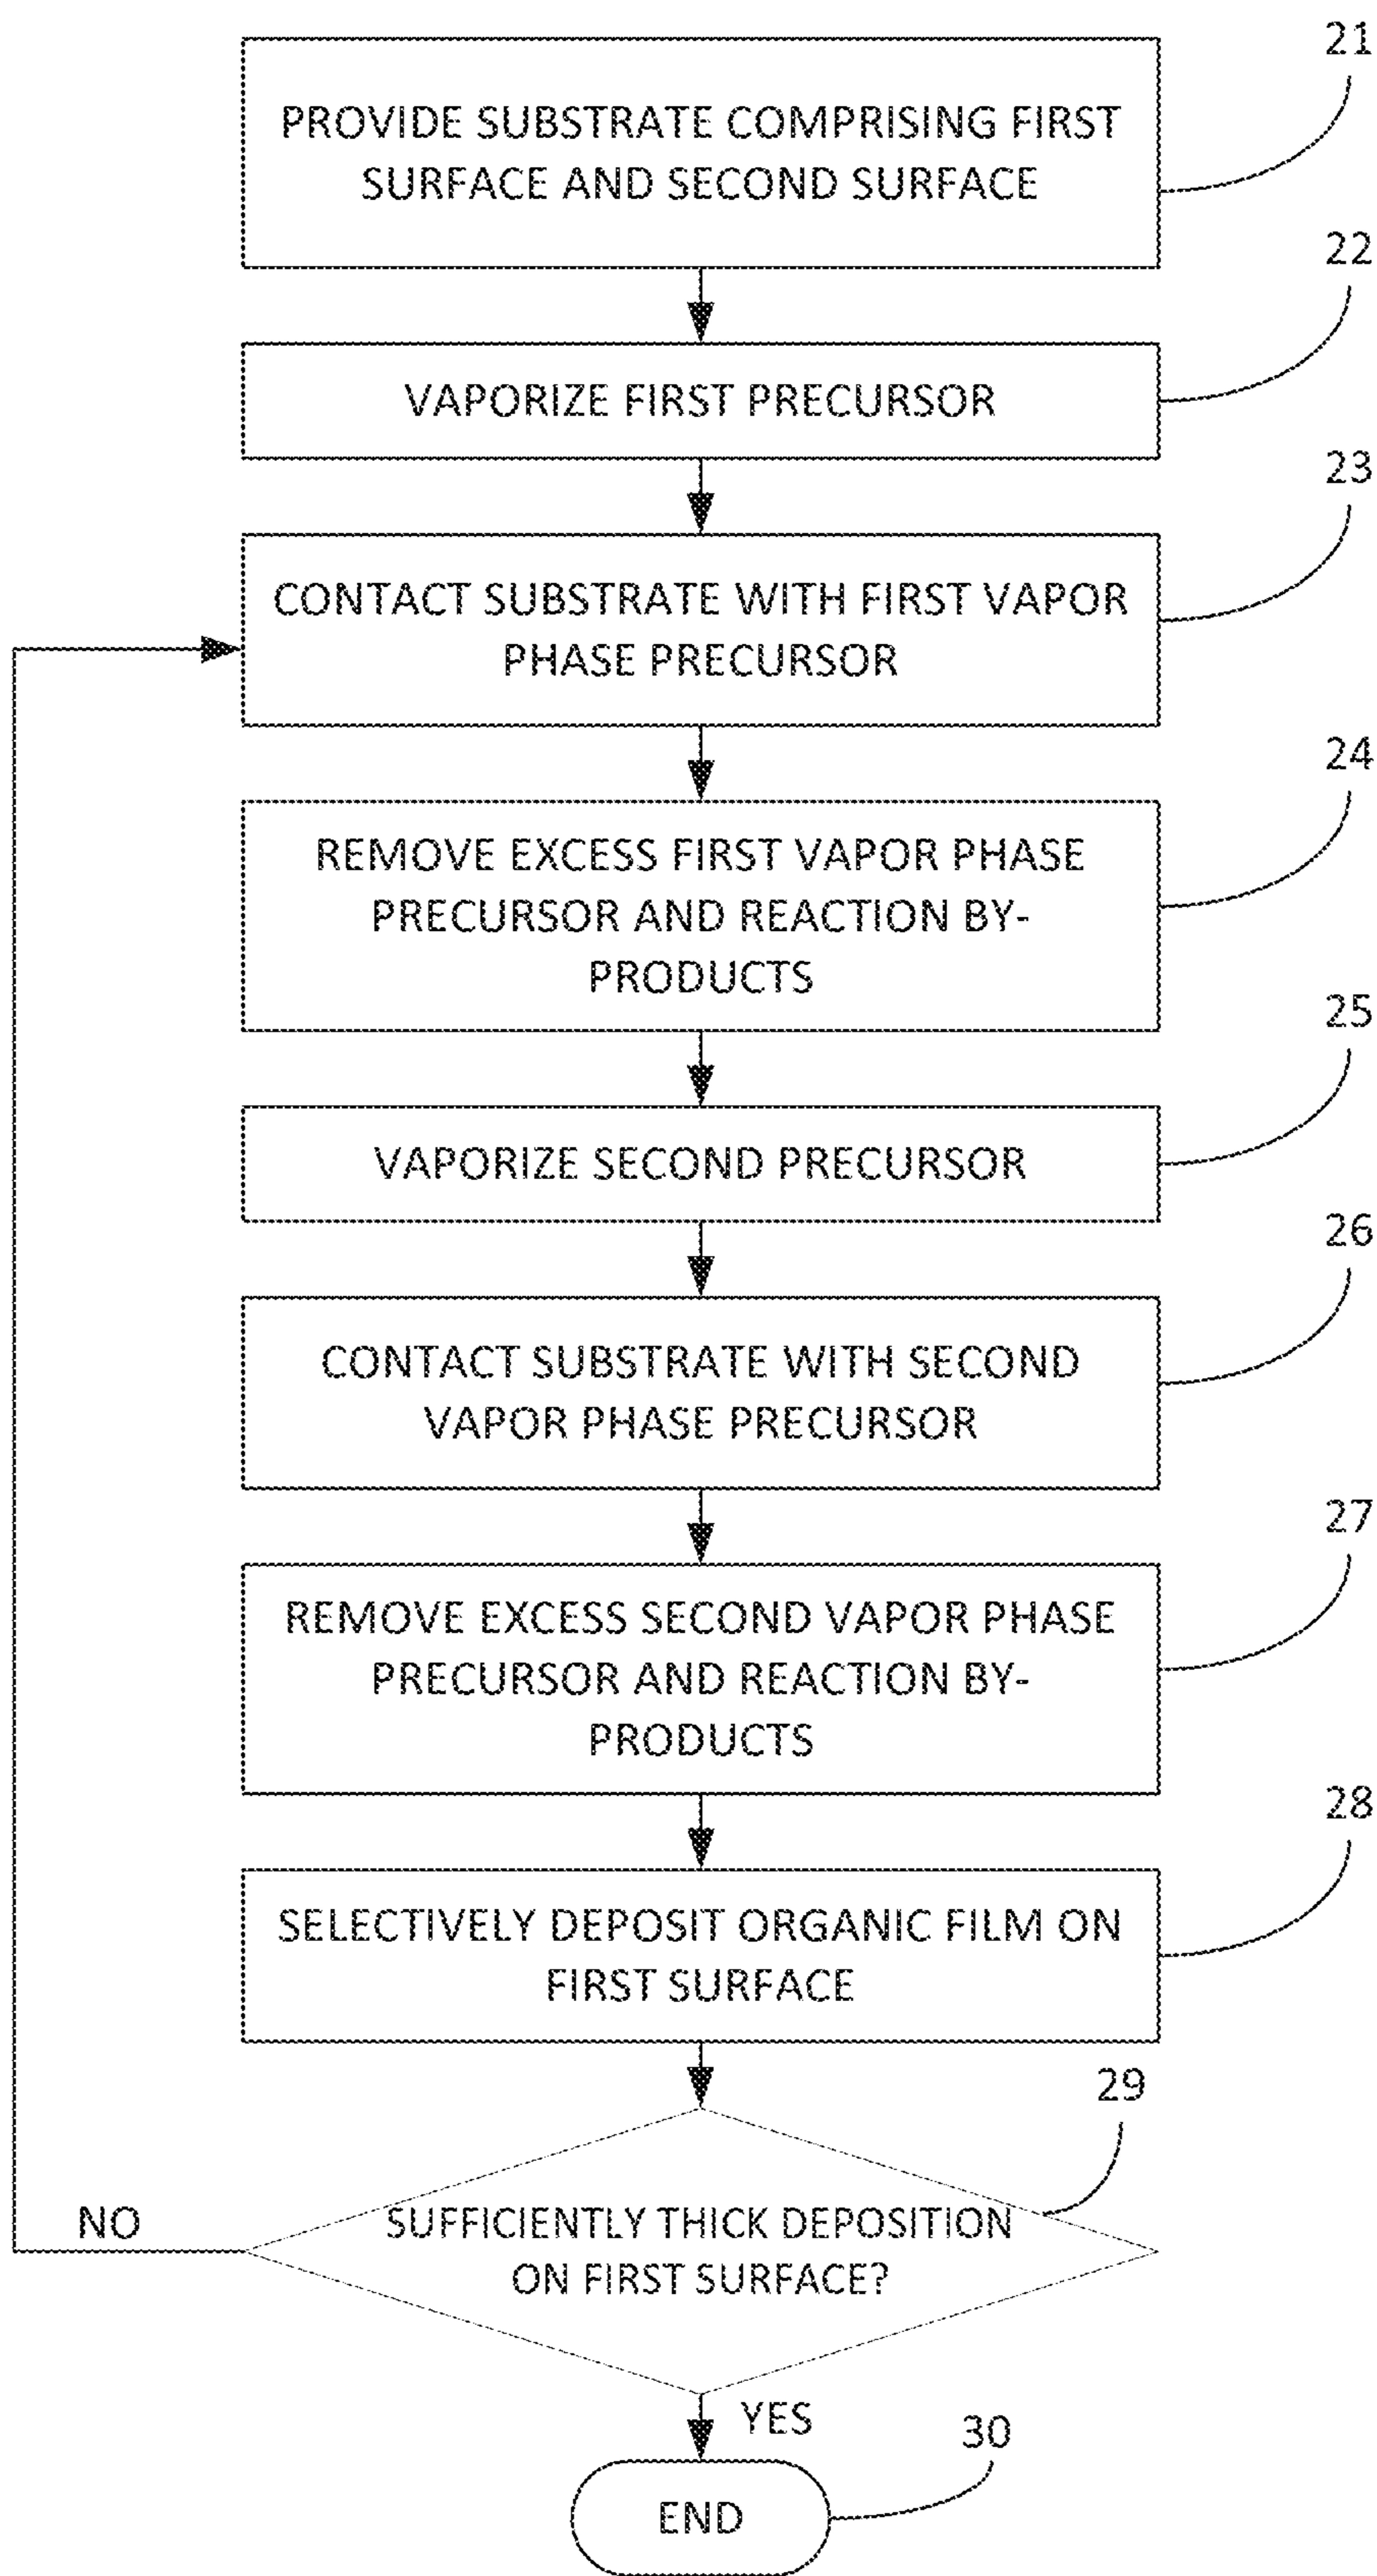 21
PROVIDE SUBSTRATE COMPRISING FIRST
SURFACE AND SECOND SURFACE
22
VAPORIZE FIRST PRECURSOR
23
CONTACT SUBSTRATE WITH FIRST VAPOR
PHASE PRECURSOR
24
REMOVE EXCESS FIRST VAPOR PHASE
PRECURSOR AND REACTION BY-
PRODUCTS
25
VAPORIZE SECOND PRECURSOR
26
CONTACT SUBSTRATE WITH SECOND
VAPOR PHASE PRECURSOR
27
REMOVE EXCESS SECOND VAPOR PHASE
PRECURSOR AND REACTION BY-
PRODUCTS
28
SELECTIVELY DEPOSIT ORGANIC FILM ON
FIRST SURFACE
29
NO
SUFFICIENTLY THICK DEPOSITION
ON FIRST SURFACE?
YES
30
END